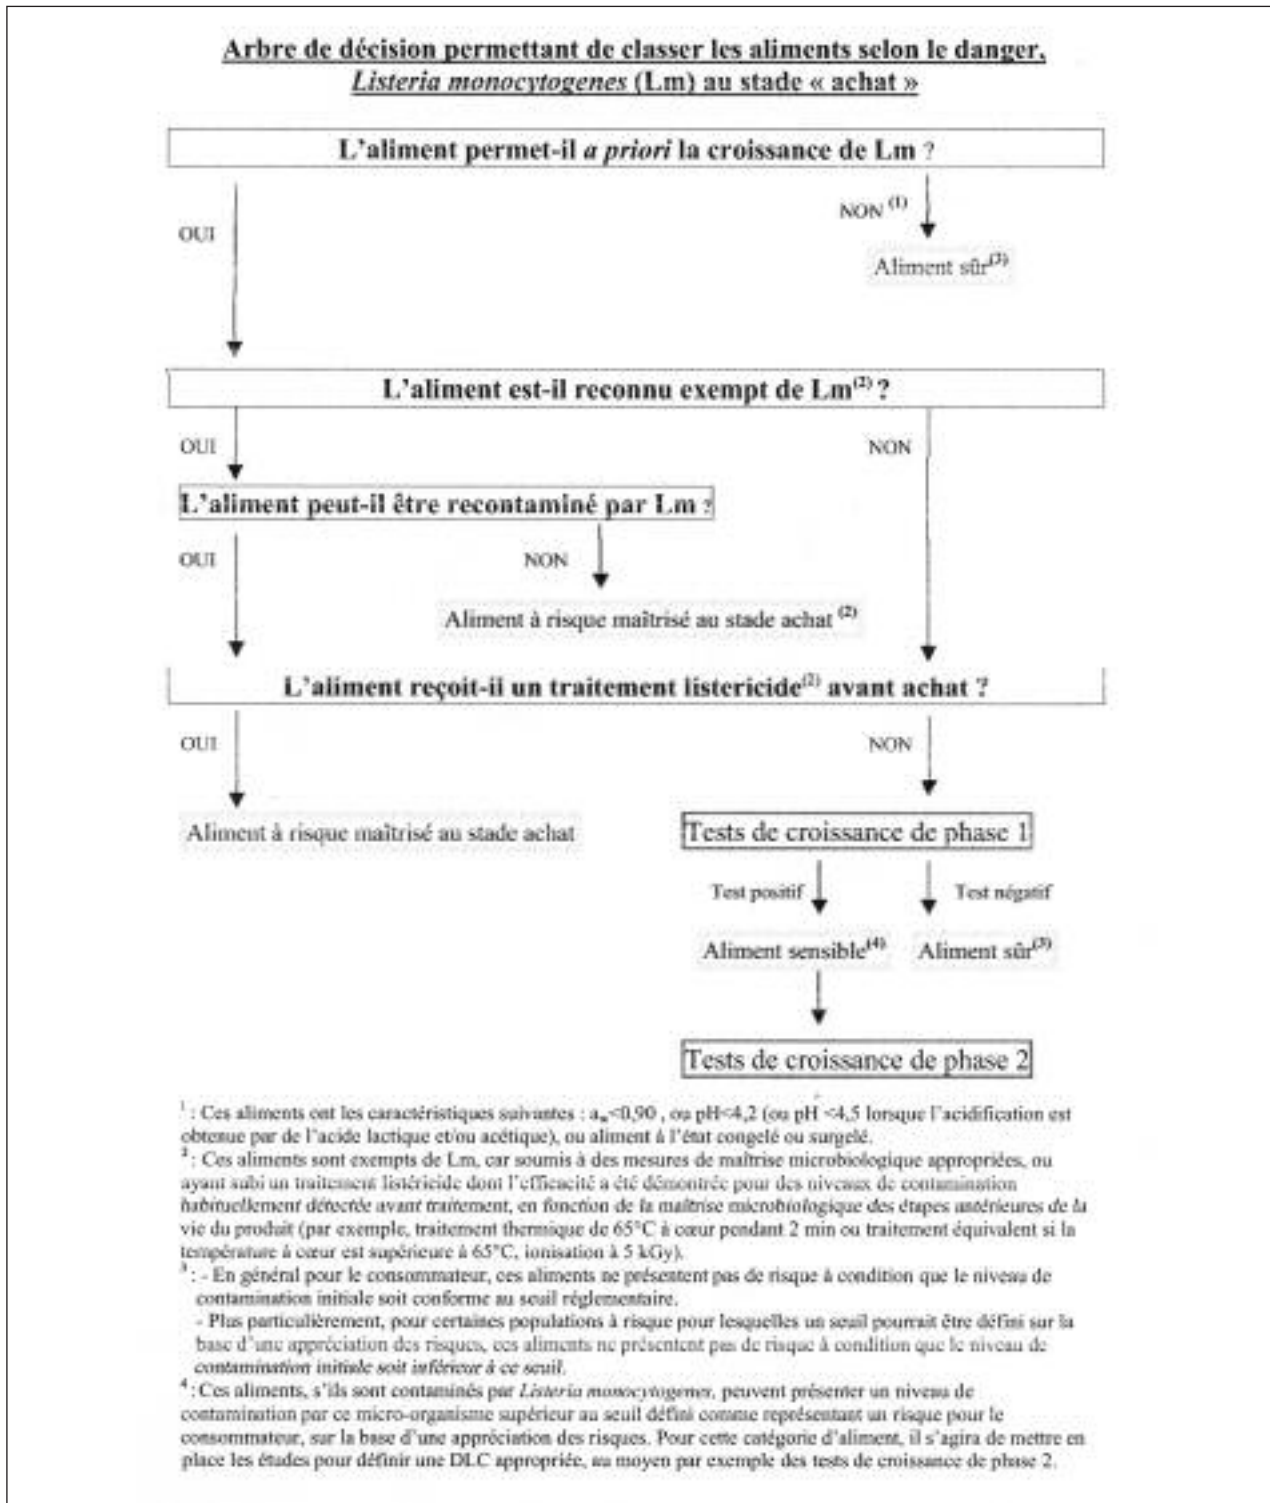 Arbre de décision permettant de classer les aliments selon le danger,
Listeria monocytogenes (Lm) au stade « achat »
L'aliment permet-il a priori la croissance de Lm ?
NON (1)
OUI
Aliment sûr(3)
L'aliment est-il reconnu exempt de Lm(2) ?
OUI
NON
L'aliment peut-il être recontaminé par Lm ?
OUI
NON
Aliment à risque maîtrisé au stade achat (2)
L'aliment reçoit-il un traitement listericide(2) avant achat ?
OUI
NON
Aliment à risque maîtrisé au stade achat
Tests de croissance de phase 1
Test positif
Test négatif
Aliment sensible(4)
Aliment sûr(3)
Tests de croissance de phase 2
1 : Ces aliments ont les caractéristiques suivantes : aw<0,90 , ou pH<4,2 (ou pH <4,5 lorsque l'acidification est
obtenue par de l'acide lactique et/ou acétique), ou aliment à l'état congelé ou surgelé.
2 : Ces aliments sont exempts de Lm, car soumis à des mesures de maîtrise microbiologique appropriées, ou
ayant subi un traitement listéricide dont l'efficacité a été démontrée pour des niveaux de contamination
habituellement détectée avant traitement, en fonction de la maîtrise microbiologique des étapes antérieures de la
vie du produit (par exemple, traitement thermique de 65°C à cœur pendant 2 min ou traitement équivalent si la
température à cœur est supérieure à 65°C, ionisation à 5 kGy).
3 : - En général pour le consommateur, ces aliments ne présentent pas de risque à condition que le niveau de
contamination initiale soit conforme au seuil réglementaire.
- Plus particulièrement, pour certaines populations à risque pour lesquelles un seuil pourrait être défini sur la
base d'une appréciation des risques, ces aliments ne présentent pas de risque à condition que le niveau de
contamination initiale soit inférieur à ce seuil.
4 : Ces aliments, s'ils sont contaminés par Listeria monocytogenes, peuvent présenter un niveau de
contamination par ce micro-organisme supérieur au seuil défini comme représentant un risque pour le
consommateur, sur la base d'une appréciation des risques. Pour cette catégorie d'aliment, il s'agira de mettre en
place les études pour définir une DLC appropriée, au moyen par exemple des tests de croissance de phase 2.